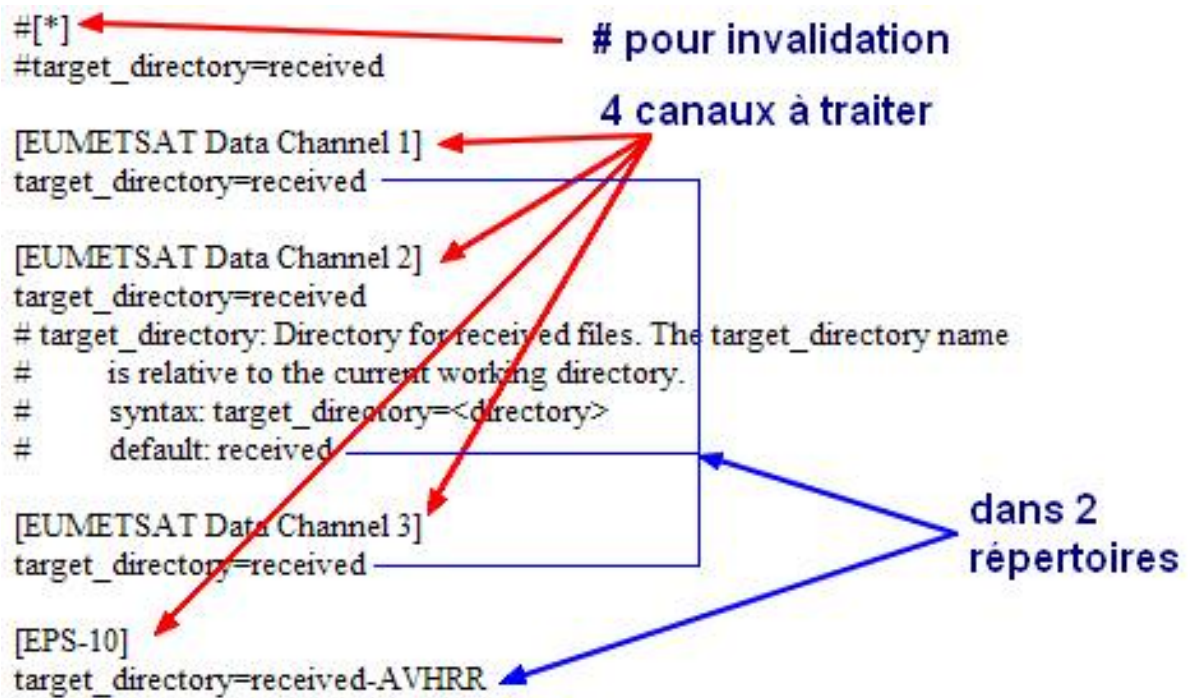 #[*]
# pour invalidation
#target_directory=received
4 canaux à traiter
[EUMETSAT Data Channel 1]
target_directory=received
[EUMETSAT Data Channel 2]
target_directory=received
# target_directory: Directory for received files. The target_directory name
# is relative to the current working directory.
# syntax: target_directory=<directory>
# default: received
[EUMETSAT Data Channel 3]
target_directory=received
dans 2
répertoires
[EPS-10]
target_directory=received-AVHRR